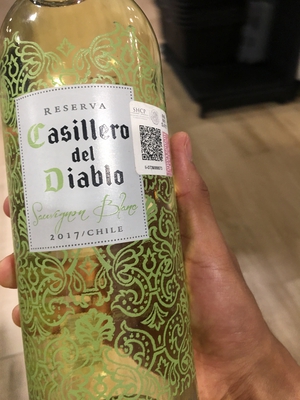 RESERVA
Casillero
del
Diablo
Sauvignon Blanc
2017/CHILE